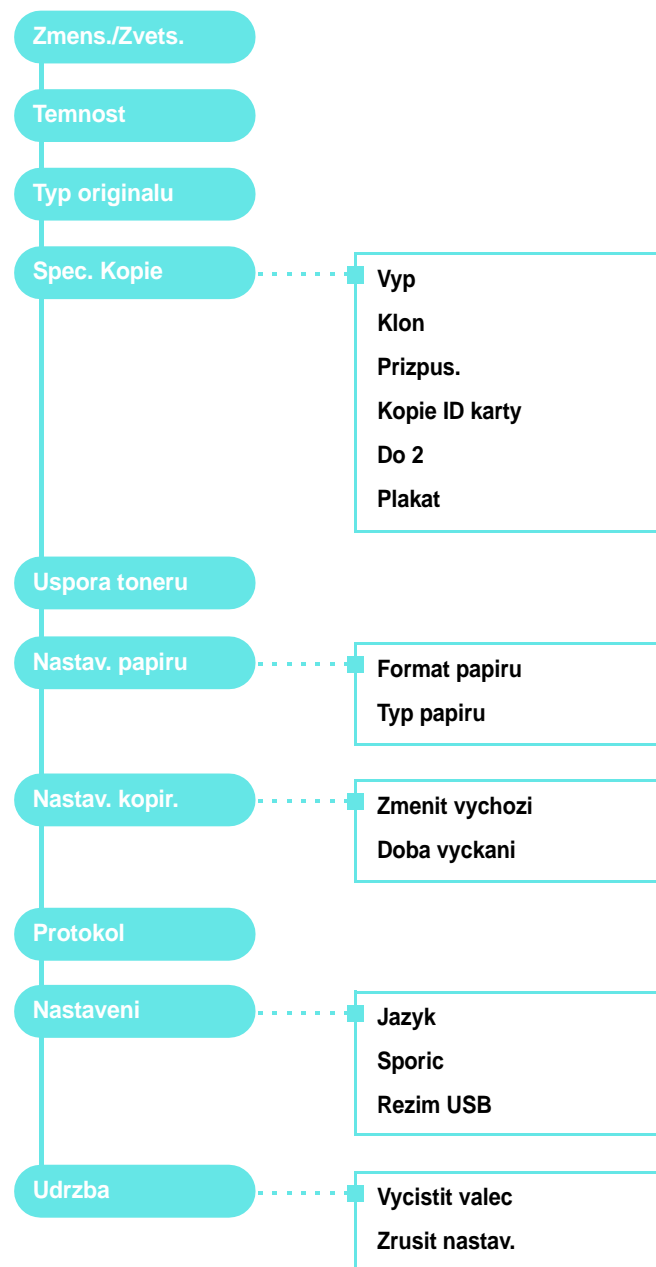 Zmens./Zvets.
Temnost
Typ originalu
Spec. Kopie
Vyp
Klon
Prizpus.
Kopie ID karty
Do 2
Plakat
Uspora toneru
Nastav. papiru
Format papiru
Typ papiru
Nastav. kopir.
Zmenit vychozi
Doba vyckani
Protokol
Nastaveni
Jazyk
Sporic
Rezim USB
Udrzba
Vycistit valec
Zrusit nastav.